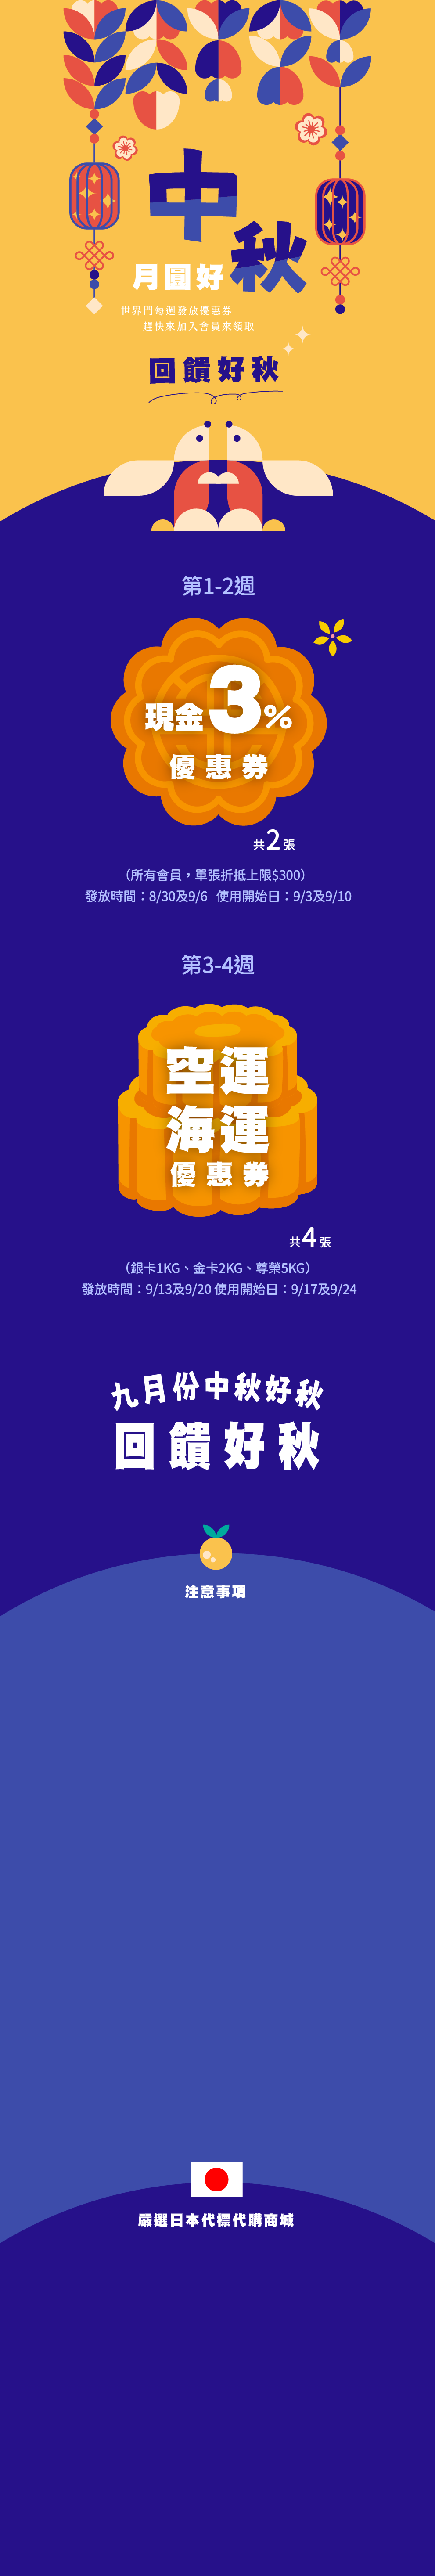 中秋
月圓好
世界門每週發放優惠券
趕快來加入會員來領取
回饋好秋
第1-2週
現金3%
優惠券
共2張
（所有會員，單張折抵上限$300）
發放時間：8/30及9/6 使用開始日：9/3及9/10
第3-4週
空運
海運
優惠券
共4張
（銀卡1KG、金卡2KG、尊榮5KG）
發放時間：9/13及9/20 使用開始日：9/17及9/24
九月份中秋好秋
回饋好秋
注意事項
嚴選日本代標代購商城